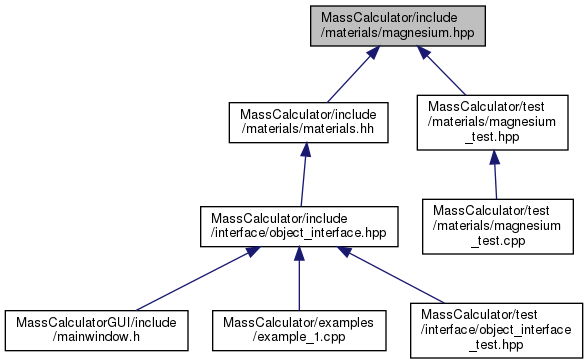 MassCalculator/include
/materials/magnesium.hpp
MassCalculator/include
/materials/materials.hh
MassCalculator/test
/materials/magnesium
_test.hpp
MassCalculator/include
/interface/object_interface.hpp
MassCalculator/test
/materials/magnesium
_test.cpp
MassCalculatorGUI/include
/mainwindow.h
MassCalculator/examples
/example_1.cpp
MassCalculator/test
/interface/object_interface
_test.hpp